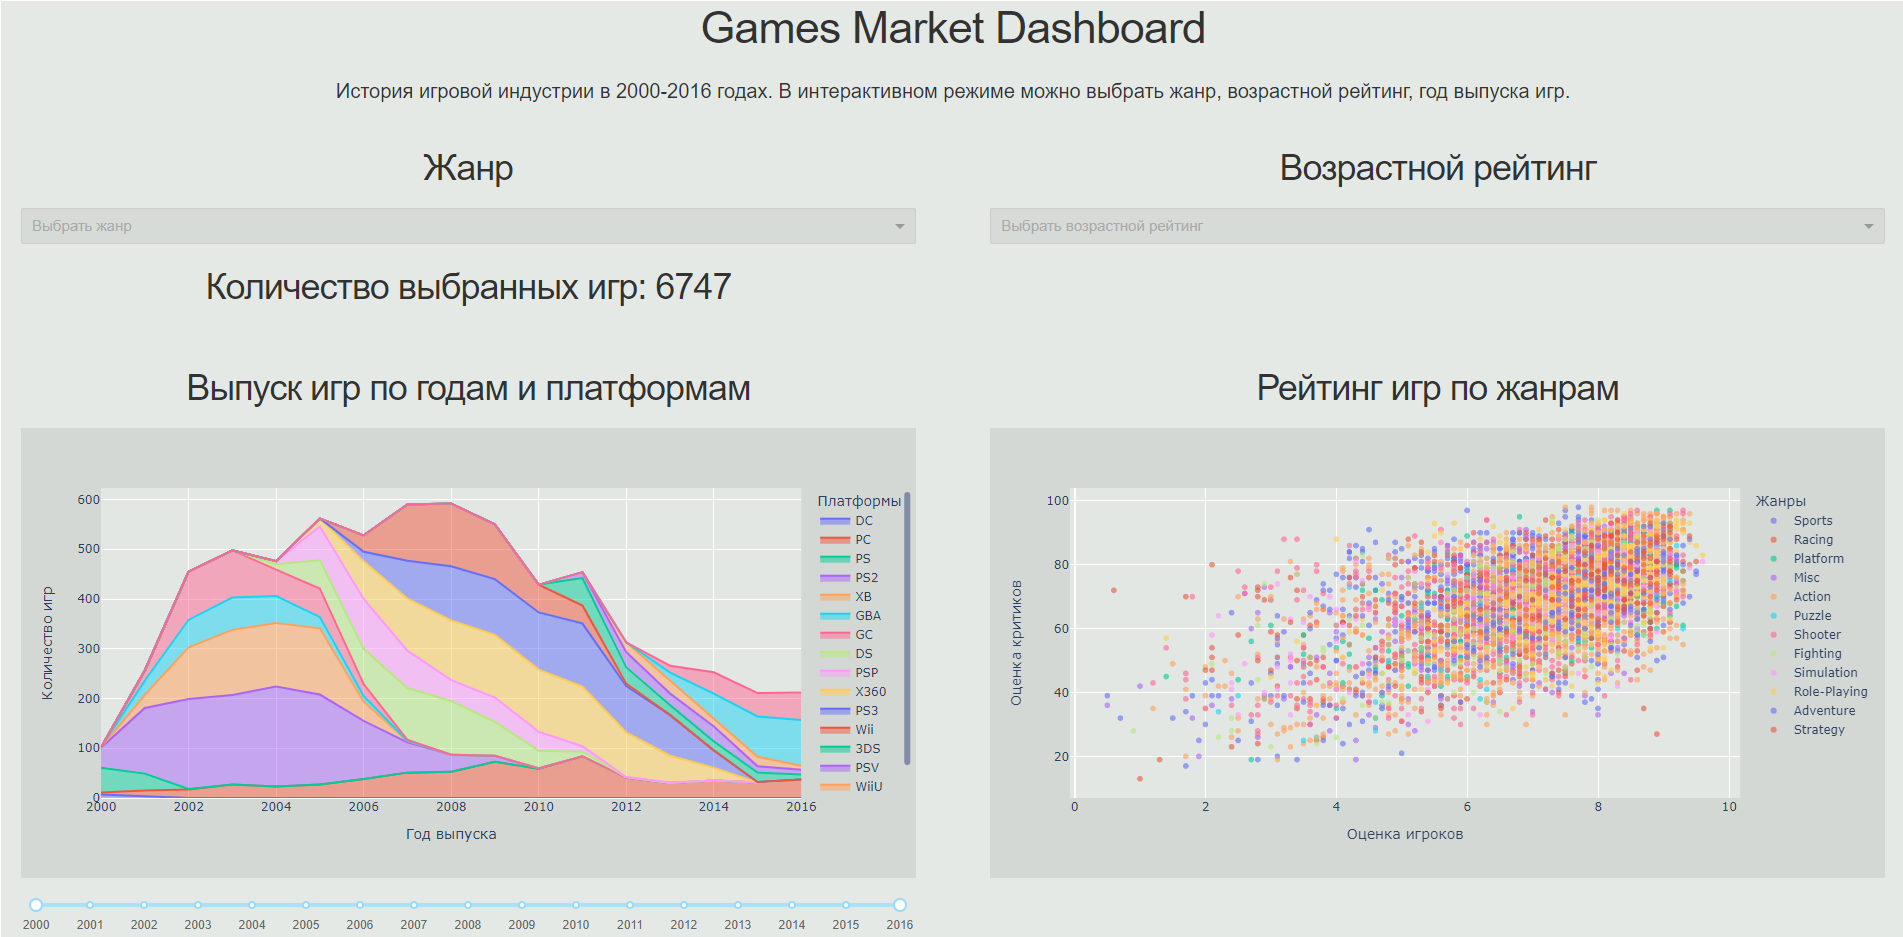 Games Market Dashboard
История игровой индустрии в 2000-2016 годах. В интерактивном режиме можно выбрать жанр, возрастной рейтинг, год выпуска игр.
Жанр
Возрастной рейтинг
Выбрать жанр
Выбрать возрастной рейтинг
Количество выбранных игр: 6747
Выпуск игр по годам и платформам
Рейтинг игр по жанрам
600
500
400
300
200
100
0
Количество игр
2000 2002 2004 2006 2008 2010 2012 2014 2016
Год выпуска
Платформы
DC
PC
PS
PS2
XB
GBA
GC
DS
PSP
X360
PS3
Wii
3DS
PSV
WiiU
100
80
60
40
20
Оценка критиков
0 2 4 6 8 10
Оценка игроков
Жанры
Sports
Racing
Platform
Misc
Action
Puzzle
Shooter
Fighting
Simulation
Role-Playing
Adventure
Strategy
2000 2001 2002 2003 2004 2005 2006 2007 2008 2009 2010 2011 2012 2013 2014 2015 2016